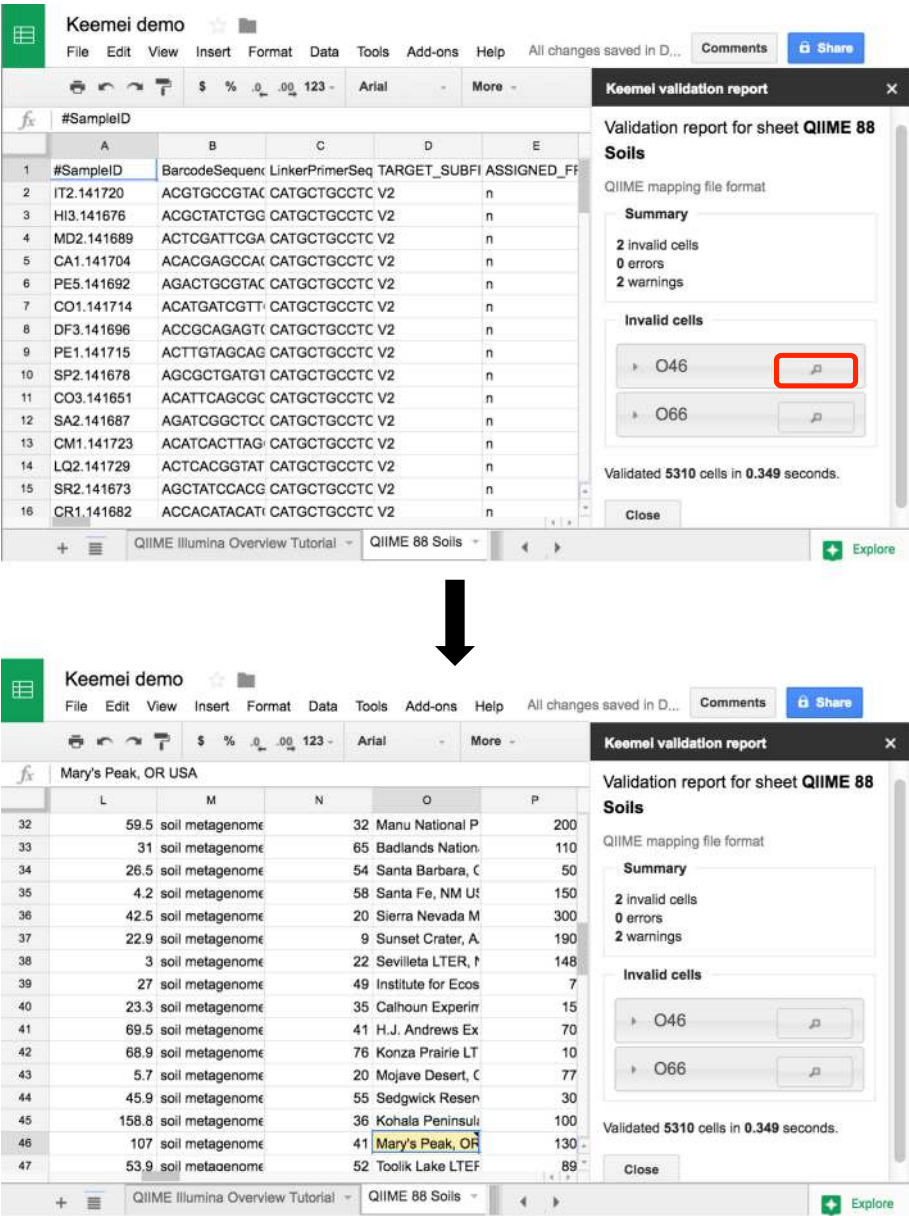 Keemei demo
File Edit View Insert Format Data Tools Add-ons Help All changes saved in D... Comments Share
$ % .0 .00 123 - Arial - More -
Keemei validation report ×
fx #SampleID
Validation report for sheet QIIME 88 Soils
QIIME mapping file format
Summary
2 invalid cells
0 errors
2 warnings
Invalid cells
O46
O66
Validated 5310 cells in 0.349 seconds.
Close
A B C D E
1 #SampleID BarcodeSequenc LinkerPrimerSeq TARGET_SUBFI ASSIGNED_FF
2 IT2.141720 ACGTGCCGTAC CATGCTGCCTC V2 n
3 HI3.141676 ACGCTATCTGG CATGCTGCCTC V2 n
4 MD2.141689 ACTCGATTCGA CATGCTGCCTC V2 n
5 CA1.141704 ACACGAGCCAC CATGCTGCCTC V2 n
6 PE5.141692 AGACTGCGTAC CATGCTGCCTC V2 n
7 CO1.141714 ACATGATCGTT CATGCTGCCTC V2 n
8 DF3.141696 ACCGCAGAGT CATGCTGCCTC V2 n
9 PE1.141715 ACTTGTAGCAG CATGCTGCCTC V2 n
10 SP2.141678 AGCGCTGATGT CATGCTGCCTC V2 n
11 CO3.141651 ACATTCAGCGC CATGCTGCCTC V2 n
12 SA2.141687 AGATCGGCTCC CATGCTGCCTC V2 n
13 CM1.141723 ACATCACTTAG CATGCTGCCTC V2 n
14 LQ2.141729 ACTCACGGTAT CATGCTGCCTC V2 n
15 SR2.141673 AGCTATCCACG CATGCTGCCTC V2 n
16 CR1.141682 ACCACATACAT CATGCTGCCTC V2 n
+ QIIME Illumina Overview Tutorial QIIME 88 Soils Explore
Keemei demo
File Edit View Insert Format Data Tools Add-ons Help All changes saved in D... Comments Share
$ % .0 .00 123 - Arial - More -
Keemei validation report ×
fx Mary's Peak, OR USA
Validation report for sheet QIIME 88 Soils
QIIME mapping file format
Summary
2 invalid cells
0 errors
2 warnings
Invalid cells
O46
O66
Validated 5310 cells in 0.349 seconds.
Close
L M N O P
32 59.5 soil metagenome 32 Manu National P 200
33 31 soil metagenome 65 Badlands Nation 110
34 26.5 soil metagenome 54 Santa Barbara, C 50
35 4.2 soil metagenome 58 Santa Fe, NM US 150
36 42.5 soil metagenome 20 Sierra Nevada M 300
37 22.9 soil metagenome 9 Sunset Crater, A 190
38 3 soil metagenome 22 Sevilleta LTER, N 148
39 27 soil metagenome 49 Institute for Ecos 7
40 23.3 soil metagenome 35 Calhoun Experim 15
41 69.5 soil metagenome 41 H.J. Andrews Ex 70
42 68.9 soil metagenome 76 Konza Prairie LT 10
43 5.7 soil metagenome 20 Mojave Desert, C 77
44 45.9 soil metagenome 55 Sedgwick Reserv 30
45 158.8 soil metagenome 36 Kohala Peninsula 100
46 107 soil metagenome 41 Mary's Peak, OR 130
47 53.9 soil metagenome 52 Toolik Lake LTER 89
+ QIIME Illumina Overview Tutorial QIIME 88 Soils Explore